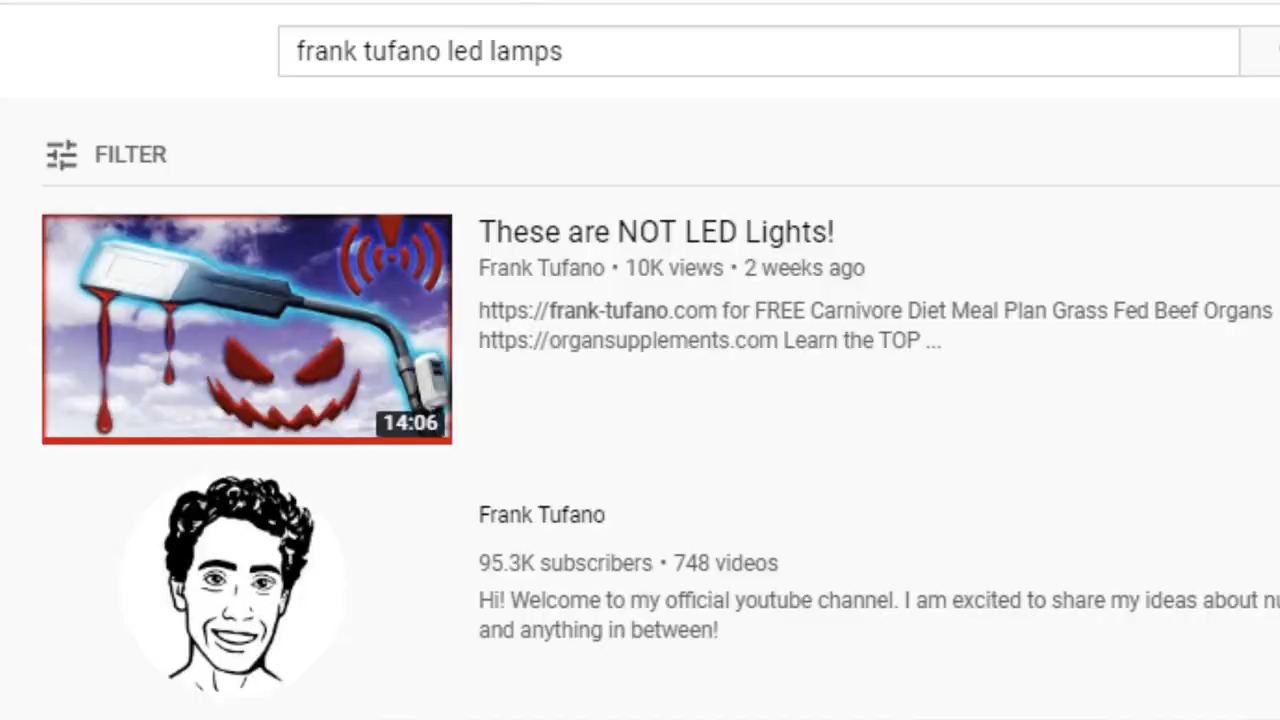 frank tufano led lamps
FILTER
These are NOT LED Lights!
Frank Tufano • 10K views • 2 weeks ago
https://frank-tufano.com for FREE Carnivore Diet Meal Plan Grass Fed Beef Organs
https://organsupplements.com Learn the TOP ...
14:06
Frank Tufano
95.3K subscribers • 748 videos
Hi! Welcome to my official youtube channel. I am excited to share my ideas about
and anything in between!